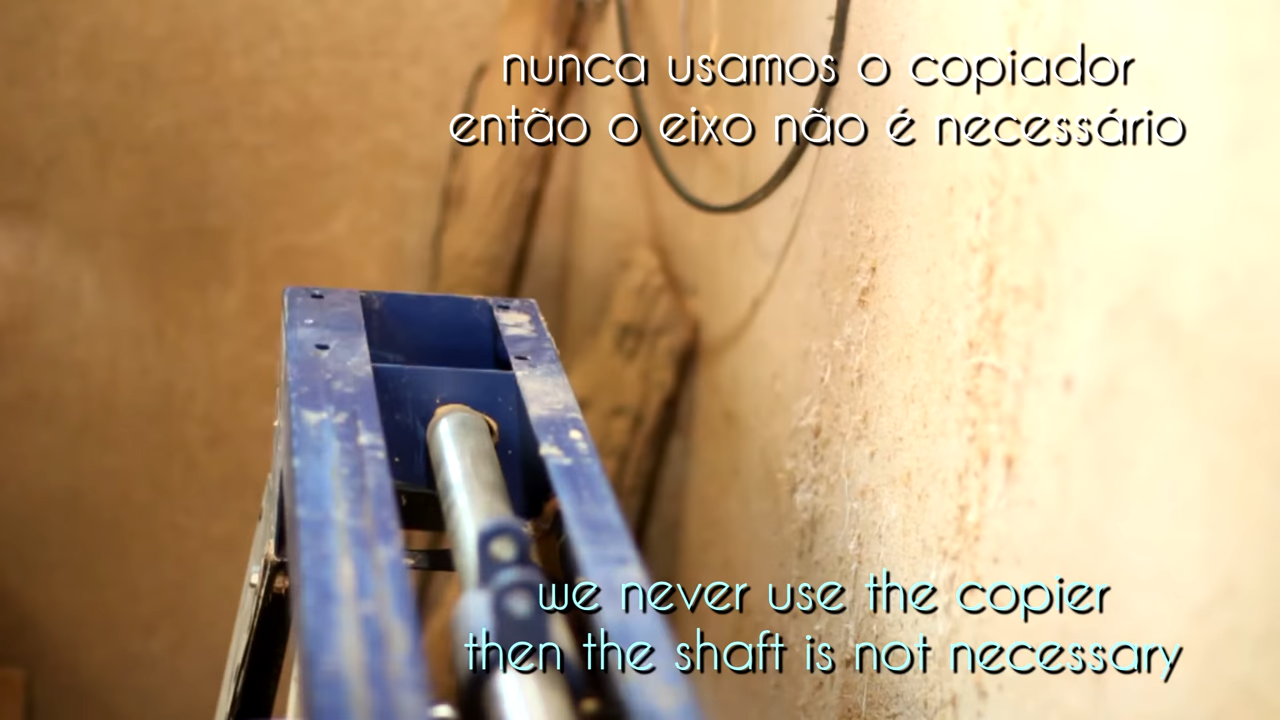 nunca usamos o copiador
então o eixo não é necessário
we never use the copier
then the shaft is not necessary